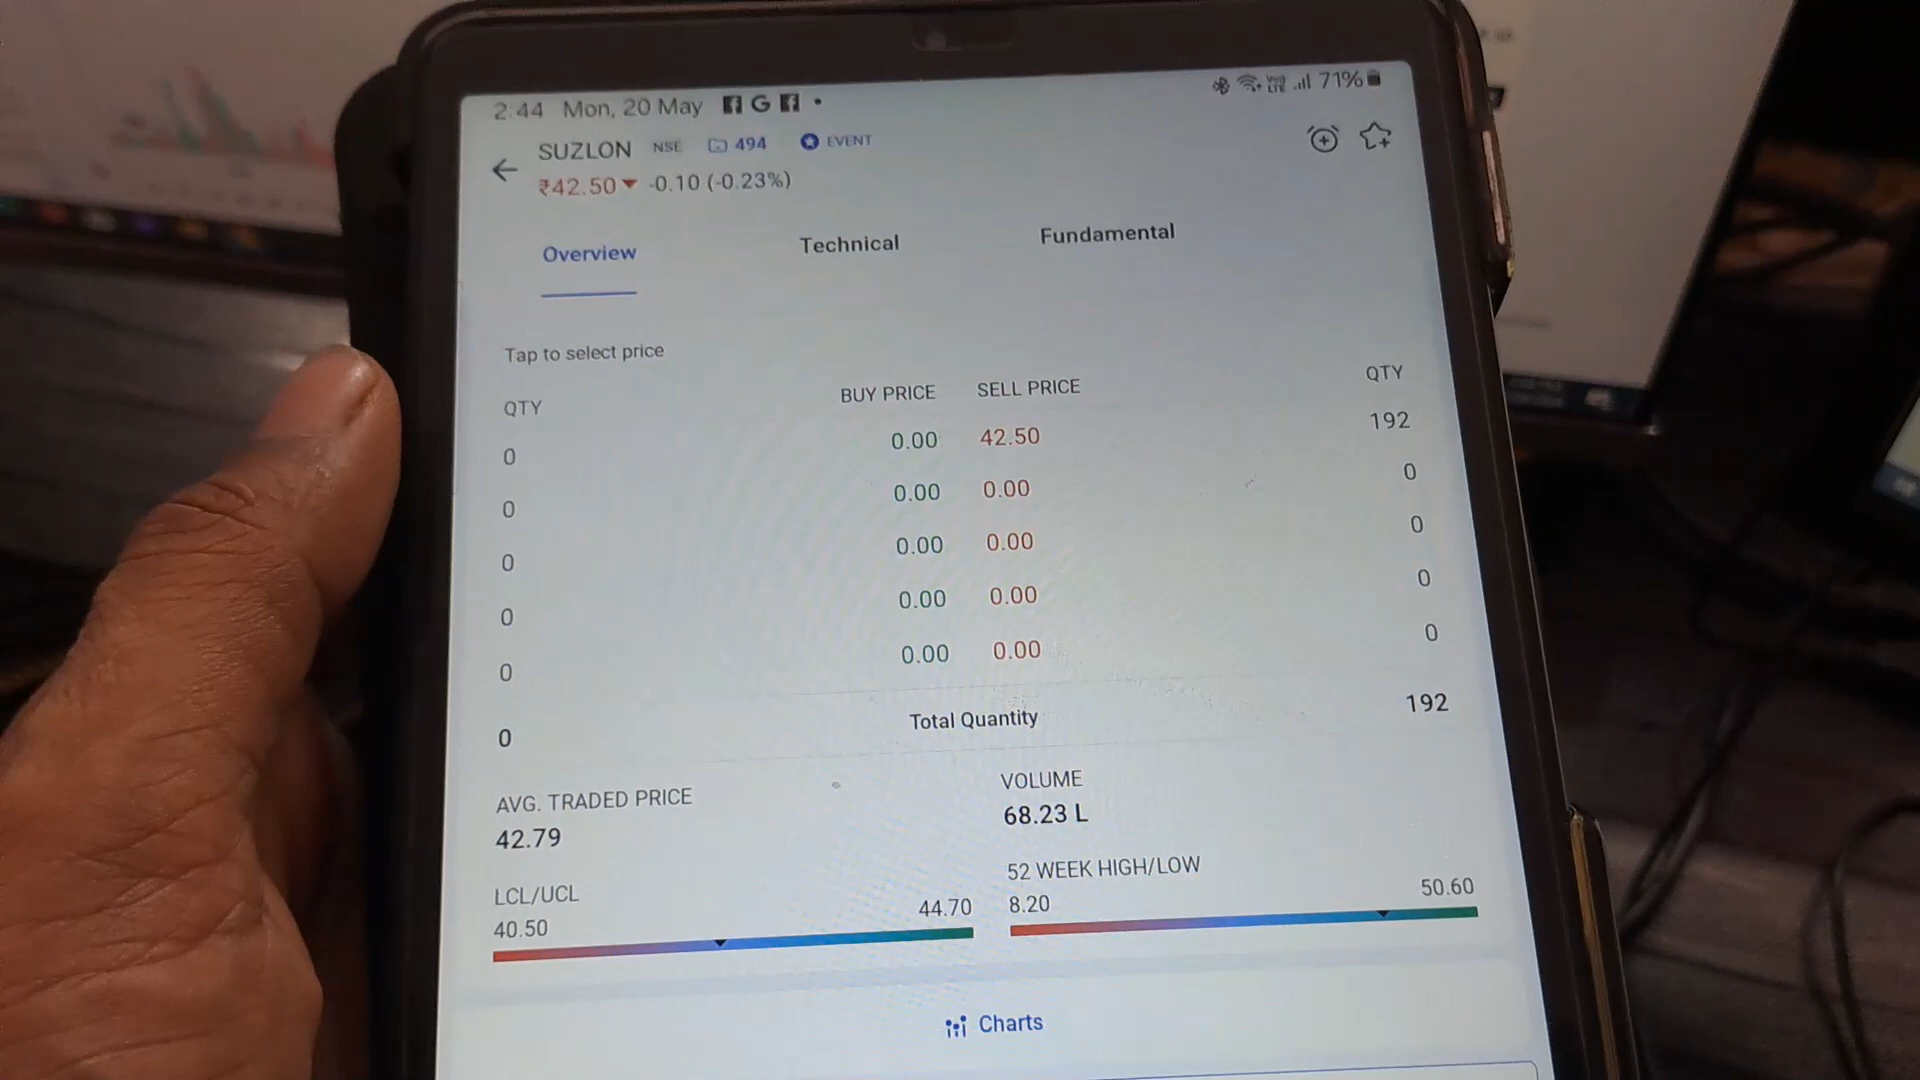 2:44 Mon, 20 May 71%
SUZLON NSE 494 EVENT
₹42.50 -0.10 (-0.23%)
Overview Technical Fundamental
Tap to select price
QTY BUY PRICE SELL PRICE QTY
0 0.00 42.50 192
0 0.00 0.00 0
0 0.00 0.00 0
0 0.00 0.00 0
0 0.00 0.00 0
0 Total Quantity 192
AVG. TRADED PRICE VOLUME
42.79 68.23 L
LCL/UCL 52 WEEK HIGH/LOW
40.50 44.70 8.20 50.60
Charts